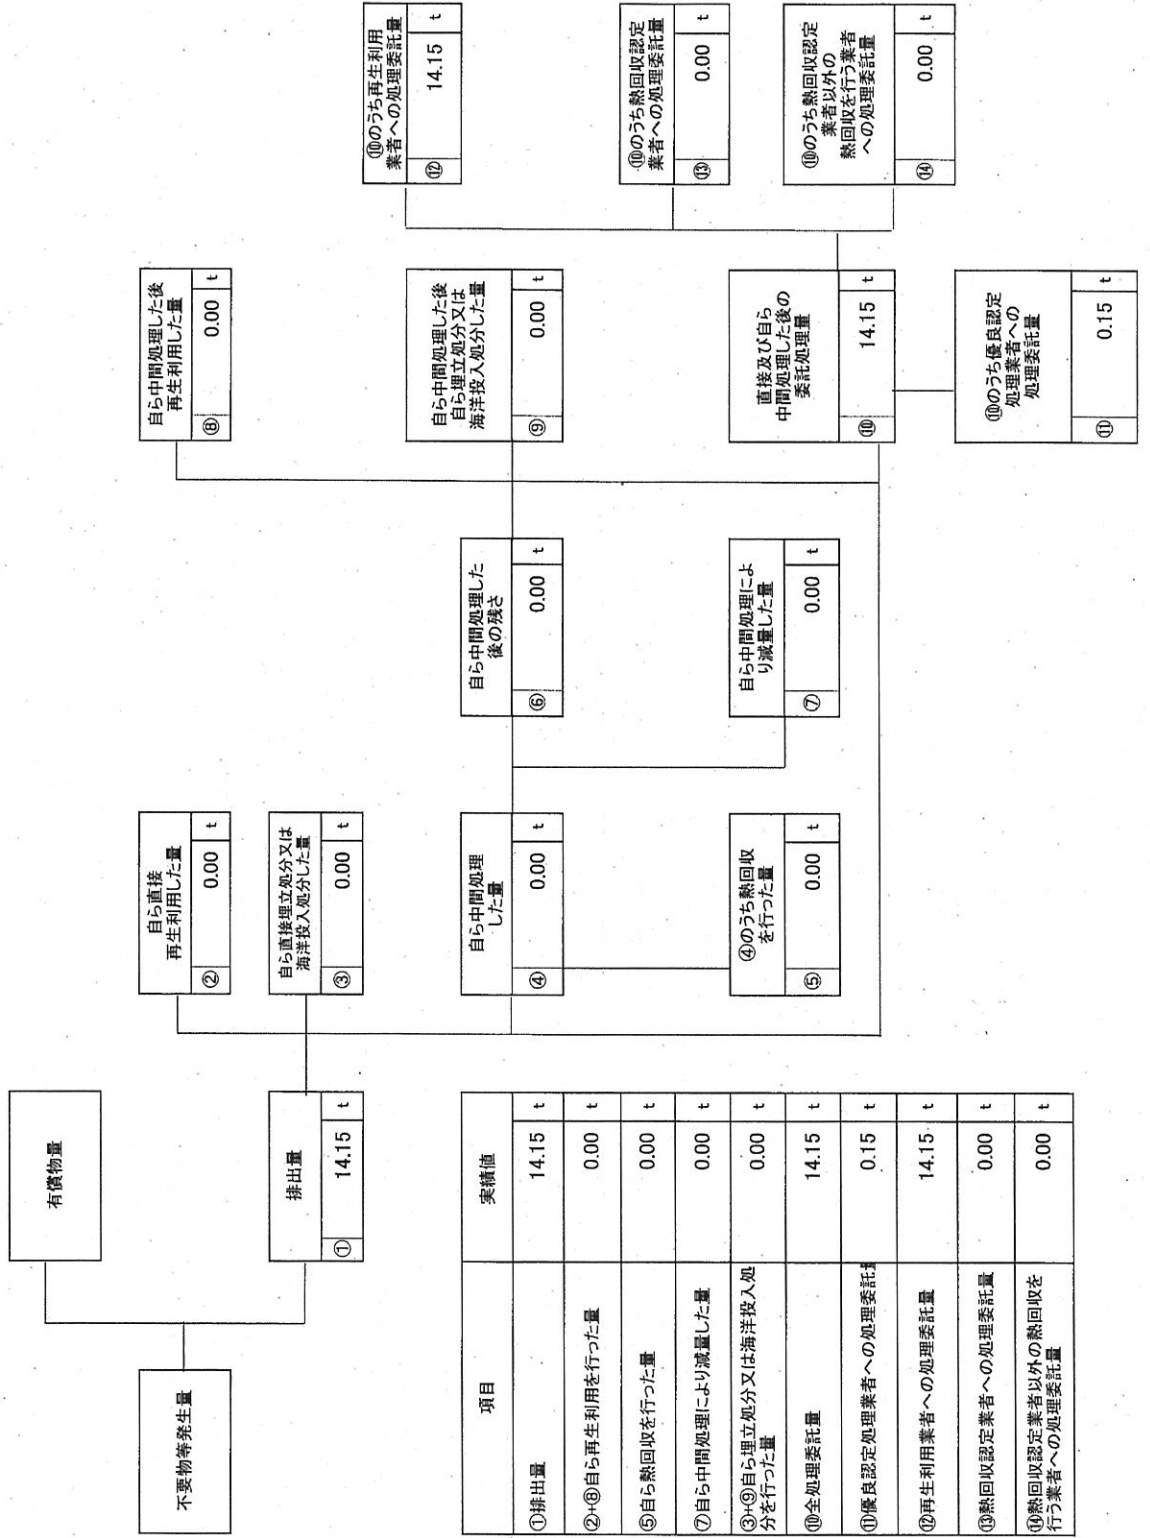 不要物等発生量
有償物量
排出量
① 14.15 t
自ら直接
再生利用した量
② 0.00 t
自ら直接埋立処分又は
海洋投入処分した量
③ 0.00 t
自ら中間処理
した量
④ 0.00 t
④のうち熱回収
を行った量
⑤ 0.00 t
自ら中間処理した
後の残さ
⑥ 0.00 t
自ら中間処理によ
り減量した量
⑦ 0.00 t
自ら中間処理した後
再生利用した量
⑧ 0.00 t
自ら中間処理した後
自ら埋立処分又は
海洋投入処分した量
⑨ 0.00 t
直接及び自ら
中間処理した後の
委託処理量
⑩ 14.15 t
⑩のうち優良認定
処理業者への
処理委託量
⑪ 0.15 t
⑩のうち再生利用
業者への処理委託量
⑫ 14.15 t
⑩のうち熱回収認定
業者への処理委託量
⑬ 0.00 t
⑩のうち熱回収認定
業者以外の
熱回収を行う業者
への処理委託量
⑭ 0.00 t
項目 実績値
①排出量 14.15 t
②+⑧自ら再生利用を行った量 0.00 t
⑤自ら熱回収を行った量 0.00 t
⑦自ら中間処理により減量した量 0.00 t
③+⑨自ら埋立処分又は海洋投入処
分を行った量 0.00 t
⑩全処理委託量 14.15 t
⑪優良認定処理業者への処理委託量 0.15 t
⑫再生利用業者への処理委託量 14.15 t
⑬熱回収認定業者への処理委託量 0.00 t
⑭熱回収認定業者以外の熱回収を
行う業者への処理委託量 0.00 t